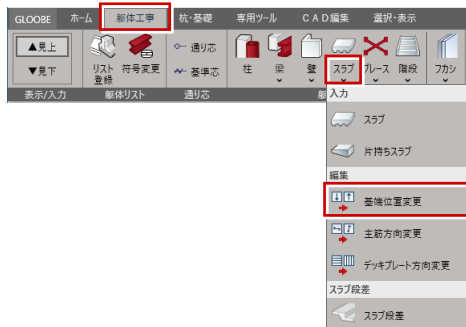 GLOOBE ホーム 躯体工事 杭・基礎 専用ツール CAD編集 選択・表示
▲見上 ▼見下 リスト登録 符号変更 通り芯 基準芯 柱 梁 壁 スラブ ブレース 階段 フカシ
表示/入力 躯体リスト 通り芯
入力
スラブ
片持ちスラブ
編集
基端位置変更
主筋方向変更
デッキプレート方向変更
スラブ段差
スラブ段差